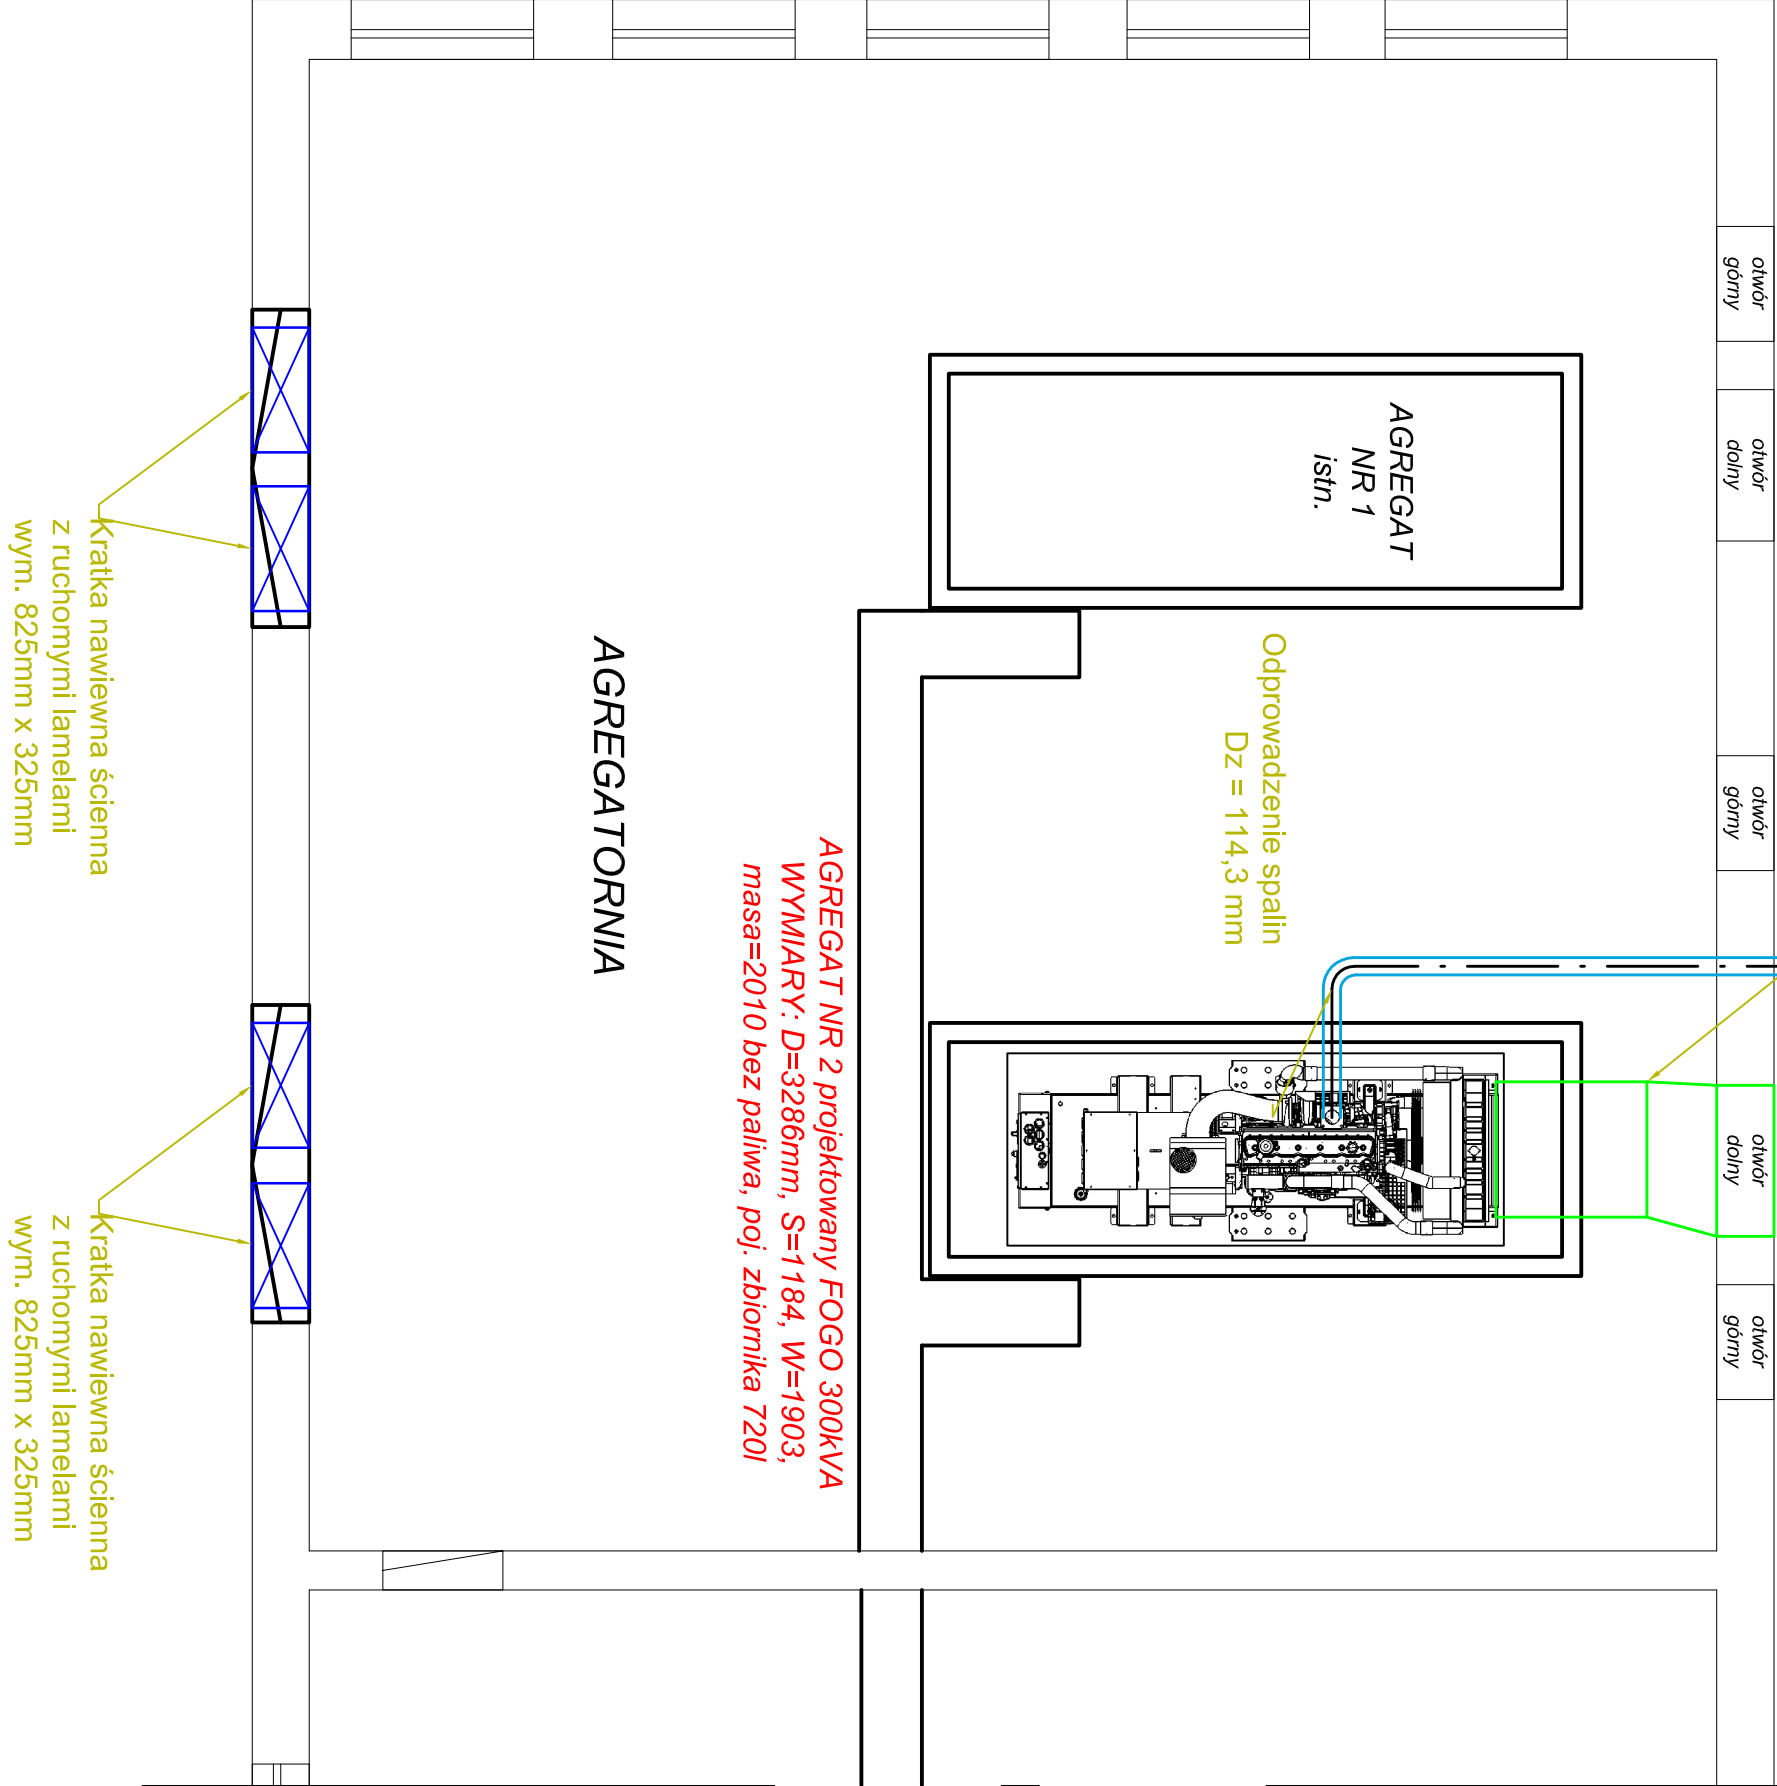 otwór
górny
otwór
dolny
otwór
górny
otwór
dolny
otwór
górny
AGREGAT
NR 1
istn.
Odprowadzenie spalin
Dz = 114,3 mm
AGREGAT NR 2 projektowany FOGO 300kVA
WYMIARY: D=3286mm, S=1184, W=1903,
masa=2010 bez paliwa, poj. zbiornika 720l
AGREGATORNIA
Kratka nawiewna ścienna
z ruchomymi lamelami
wym. 825mm x 325mm
Kratka nawiewna ścienna
z ruchomymi lamelami
wym. 825mm x 325mm